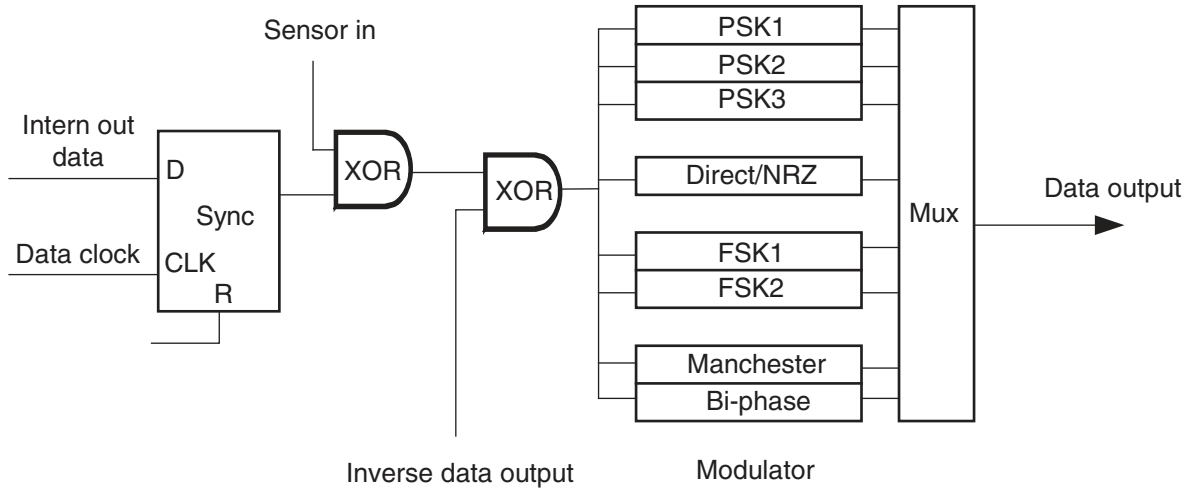 Sensor in
Intern out
data
D
Sync
Data clock
CLK
R
XOR
XOR
Inverse data output
PSK1
PSK2
PSK3
Direct/NRZ
FSK1
FSK2
Manchester
Bi-phase
Modulator
Mux
Data output